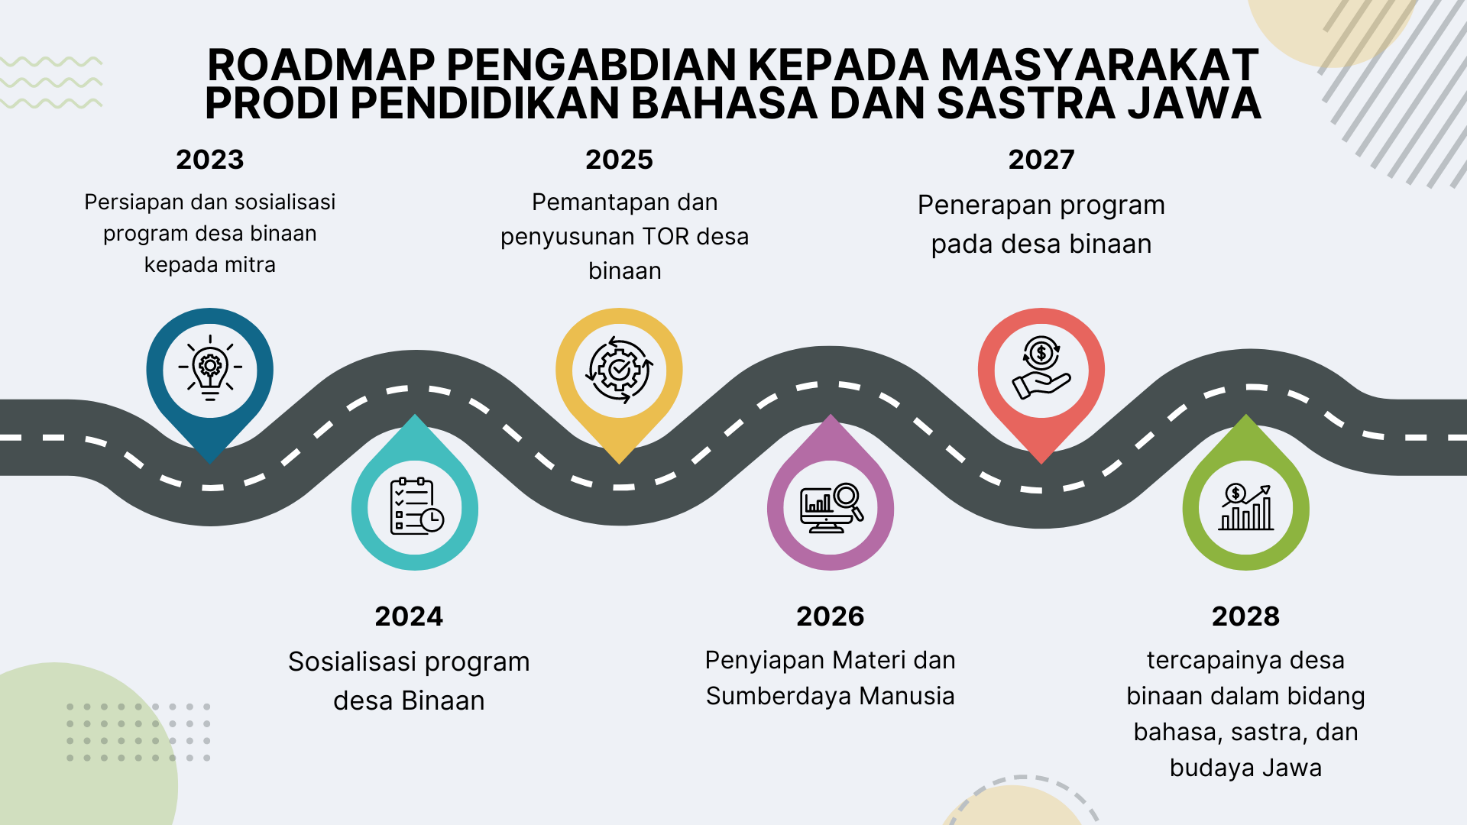 ROADMAP PENGABDIAN KEPADA MASYARAKAT
PRODI PENDIDIKAN BAHASA DAN SASTRA JAWA
2023
Persiapan dan sosialisasi
program desa binaan
kepada mitra
2024
Sosialisasi program
desa Binaan
2025
Pemantapan dan
penyusunan TOR desa
binaan
2026
Penyiapan Materi dan
Sumberdaya Manusia
2027
Penerapan program
pada desa binaan
2028
tercapainya desa
binaan dalam bidang
bahasa, sastra, dan
budaya Jawa